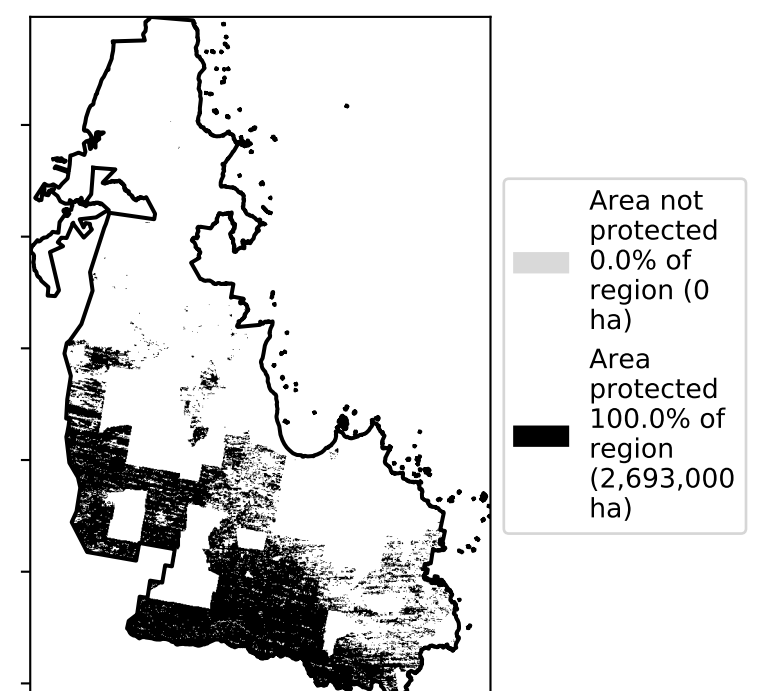 Area not
protected
0.0% of
region (0
ha)
Area
protected
100.0% of
region
(2,693,000
ha)